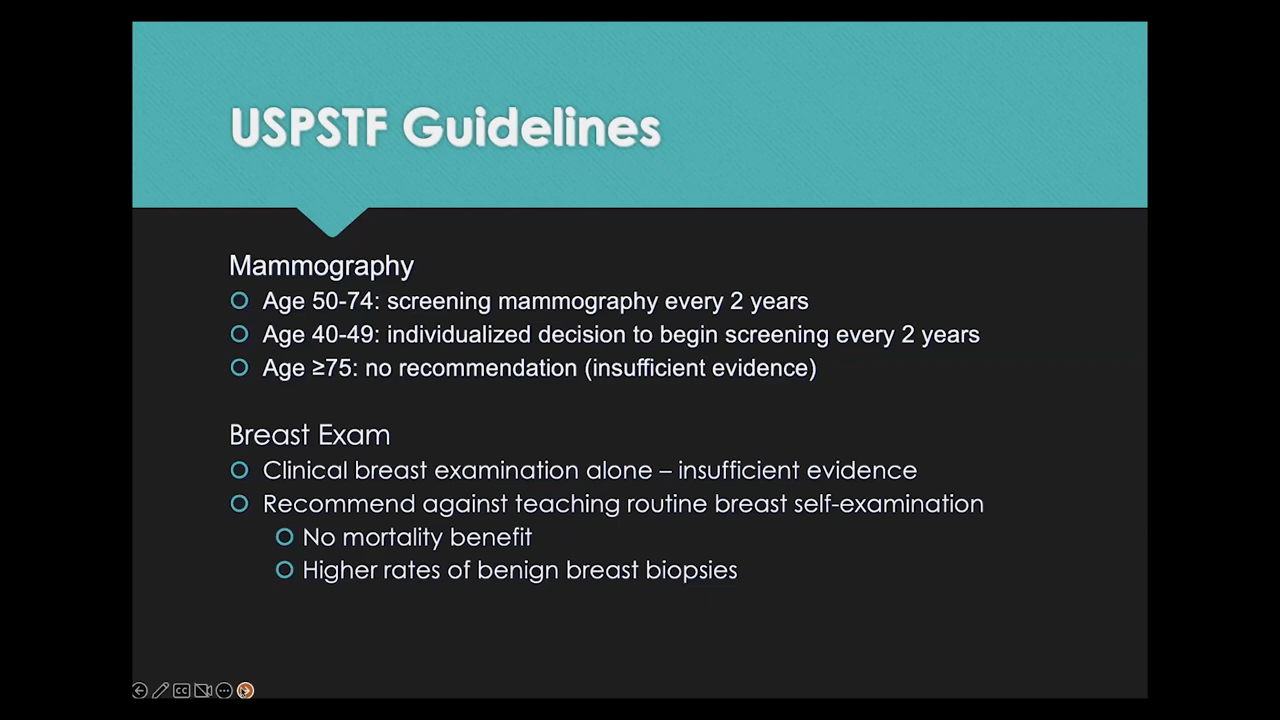 USPSTF Guidelines
Mammography
Age 50-74: screening mammography every 2 years
Age 40-49: individualized decision to begin screening every 2 years
Age ≥75: no recommendation (insufficient evidence)
Breast Exam
Clinical breast examination alone – insufficient evidence
Recommend against teaching routine breast self-examination
No mortality benefit
Higher rates of benign breast biopsies
CC